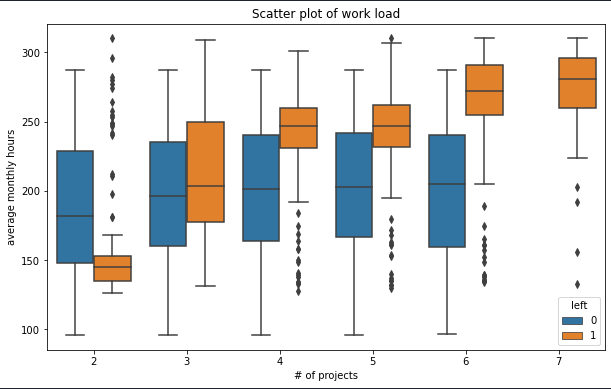 Scatter plot of work load
300
250
200
150
100
average monthly hours
2 3 4 5 6 7
# of projects
left
0
1